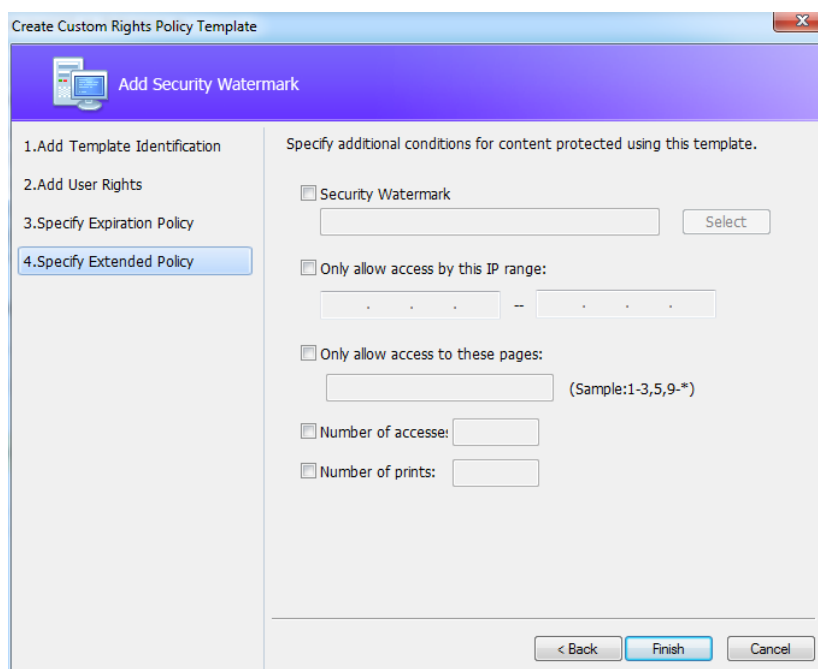 Create Custom Rights Policy Template
Add Security Watermark
1.Add Template Identification
2.Add User Rights
3.Specify Expiration Policy
4.Specify Extended Policy
Specify additional conditions for content protected using this template.
Security Watermark
Select
Only allow access by this IP range:
. . . -- . . .
Only allow access to these pages:
(Sample:1-3,5,9-*)
Number of accesse
Number of prints:
< Back Finish Cancel